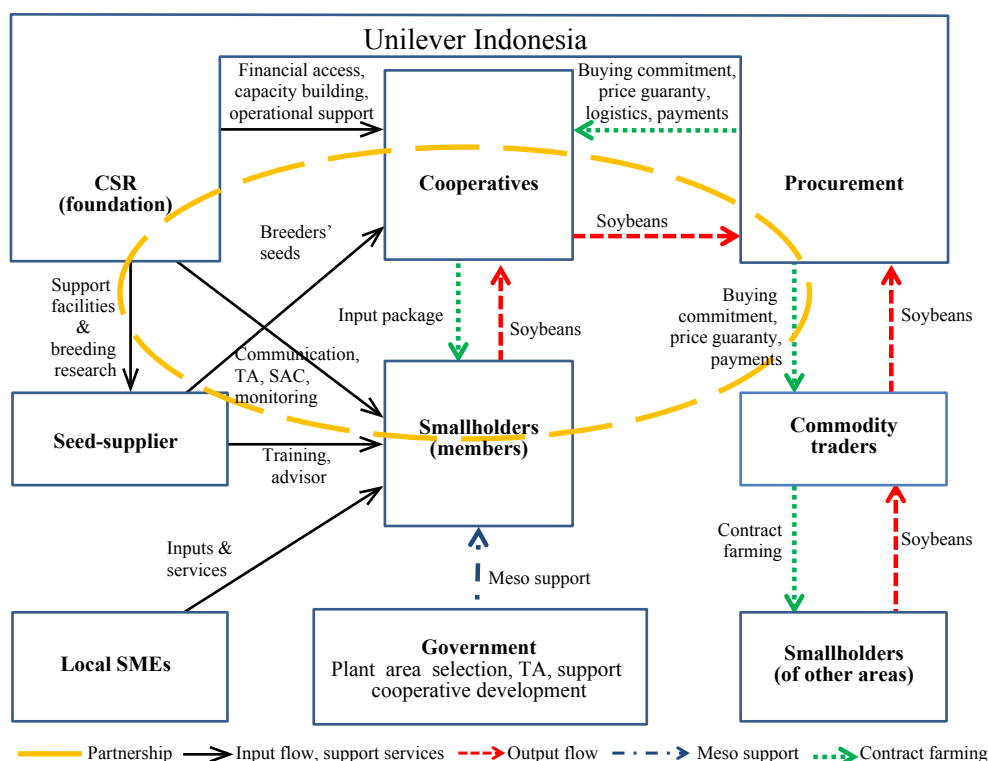 Unilever Indonesia
Financial access,
capacity building,
operational support
Buying commitment,
price guaranty,
logistics, payments
CSR
(foundation)
Cooperatives
Procurement
Breeders’
seeds
Soybeans
Support
facilities
&
breeding
research
Input package
Soybeans
Buying
commitment,
price guaranty,
payments
Soybeans
Communication,
TA, SAC,
monitoring
Seed-supplier
Training,
advisor
Smallholders
(members)
Commodity
traders
Inputs &
services
Meso support
Contract
farming
Soybeans
Local SMEs
Government
Plant area selection, TA, support
cooperative development
Smallholders
(of other areas)
Partnership
Input flow, support services
Output flow
Meso support
Contract farming